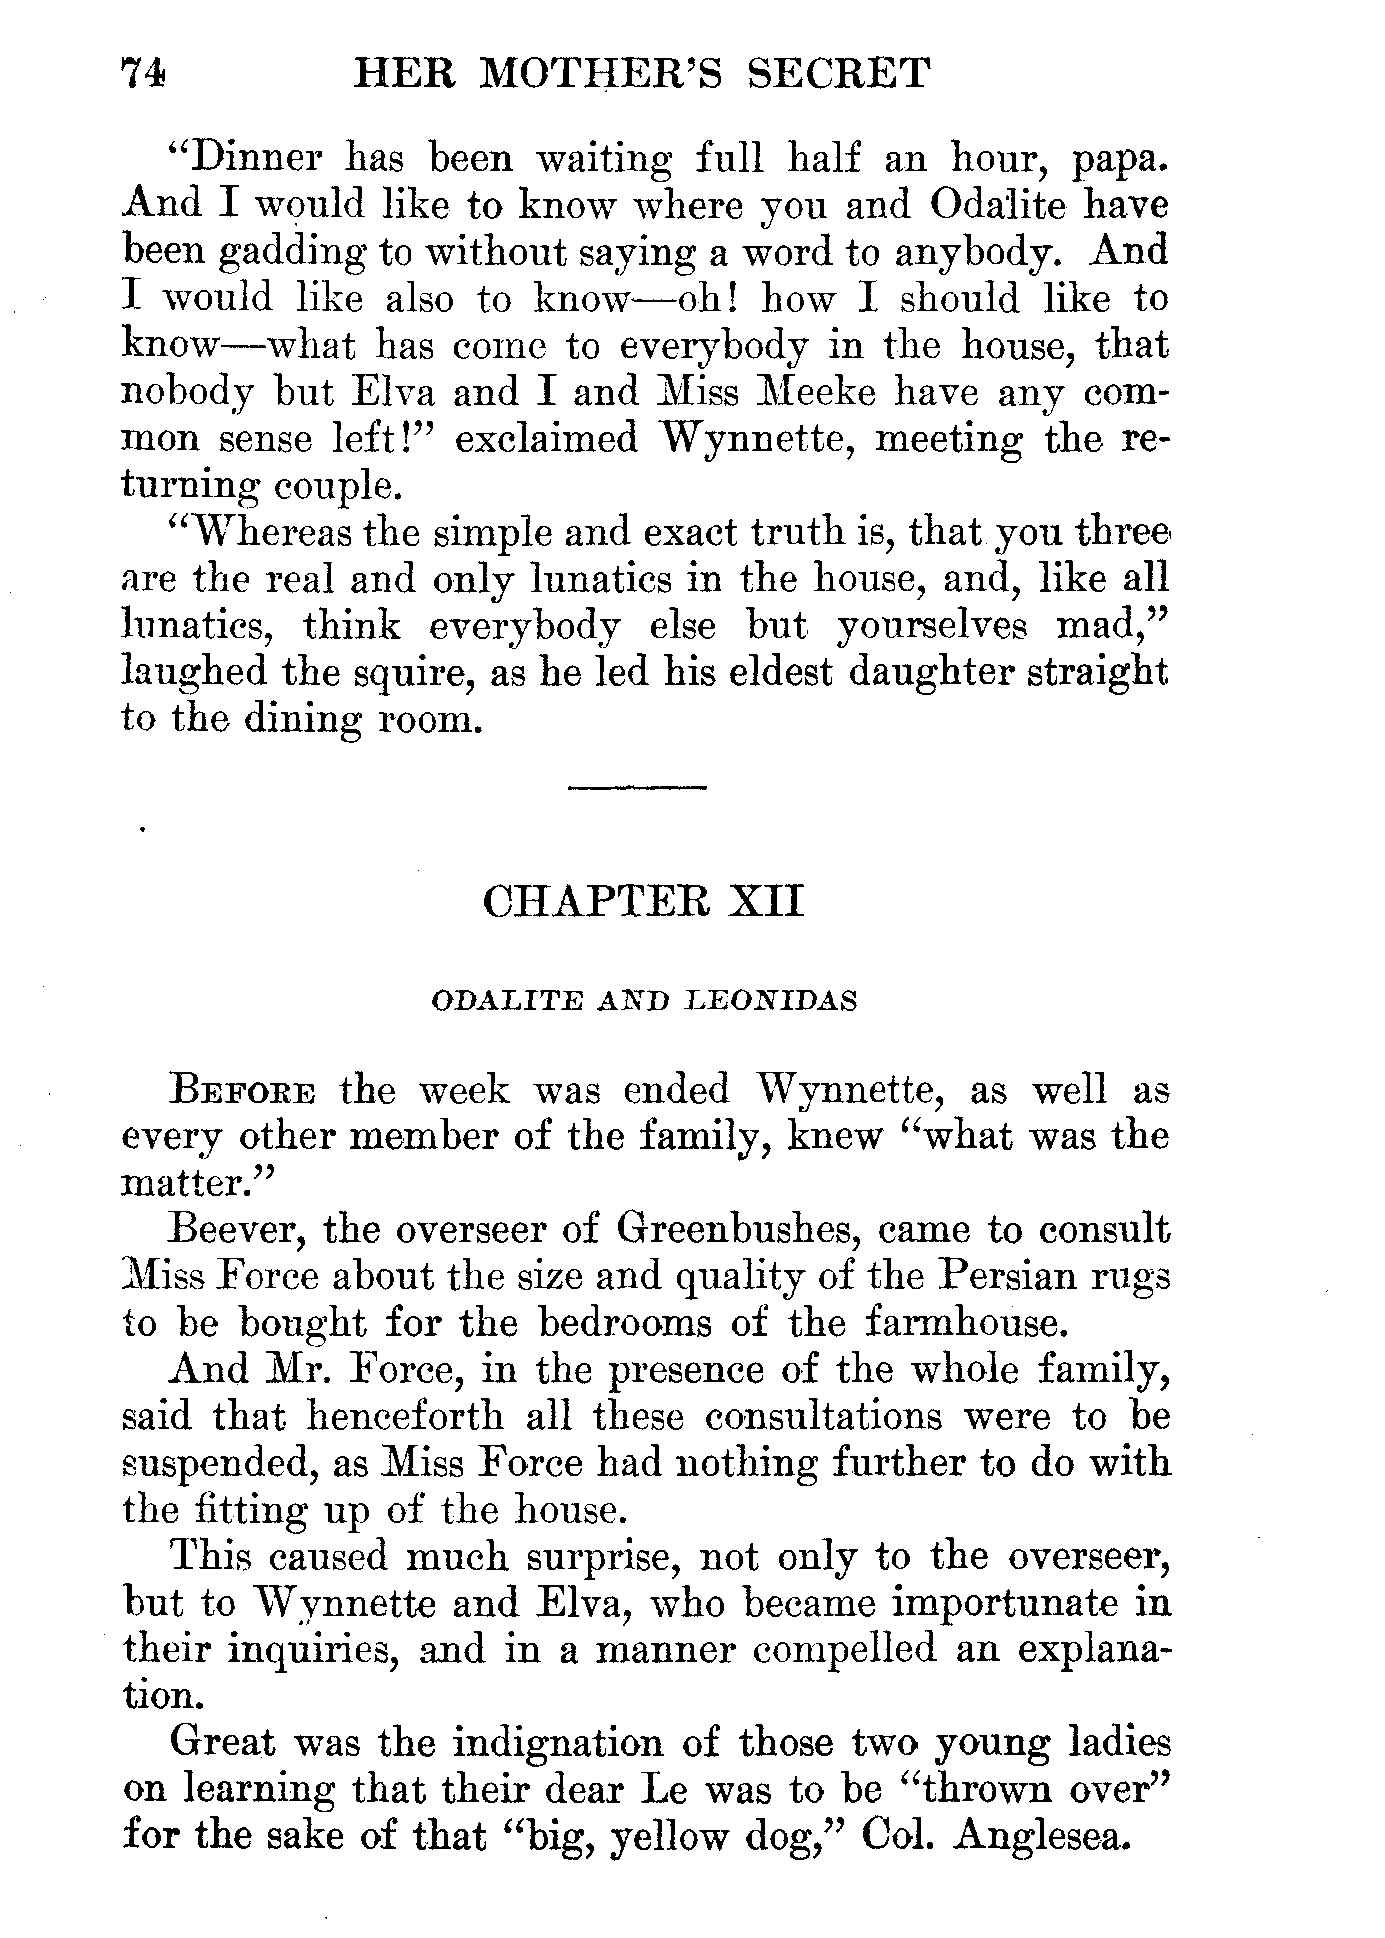 74 HER MOTHER'S SECRET
“Dinner has been waiting full half an hour, papa.
And I would like to know where you and Odalite have
been gadding to without saying a word to anybody. And
I would like also to know—oh! how I should like to
know—what has come to everybody in the house, that
nobody but Elva and I and Miss Meeke have any com-
mon sense left!” exclaimed Wynnette, meeting the re-
turning couple.
“Whereas the simple and exact truth is, that you three
are the real and only lunatics in the house, and, like all
lunatics, think everybody else but yourselves mad,”
laughed the squire, as he led his eldest daughter straight
to the dining room.
CHAPTER XII
ODALITE AND LEONIDAS
BEFORE the week was ended Wynnette, as well as
every other member of the family, knew “what was the
matter.”
Beever, the overseer of Greenbushes, came to consult
Miss Force about the size and quality of the Persian rugs
to be bought for the bedrooms of the farmhouse.
And Mr. Force, in the presence of the whole family,
said that henceforth all these consultations were to be
suspended, as Miss Force had nothing further to do with
the fitting up of the house.
This caused much surprise, not only to the overseer,
but to Wynnette and Elva, who became importunate in
their inquiries, and in a manner compelled an explana-
tion.
Great was the indignation of those two young ladies
on learning that their dear Le was to be “thrown over”
for the sake of that “big, yellow dog,” Col. Anglesea.